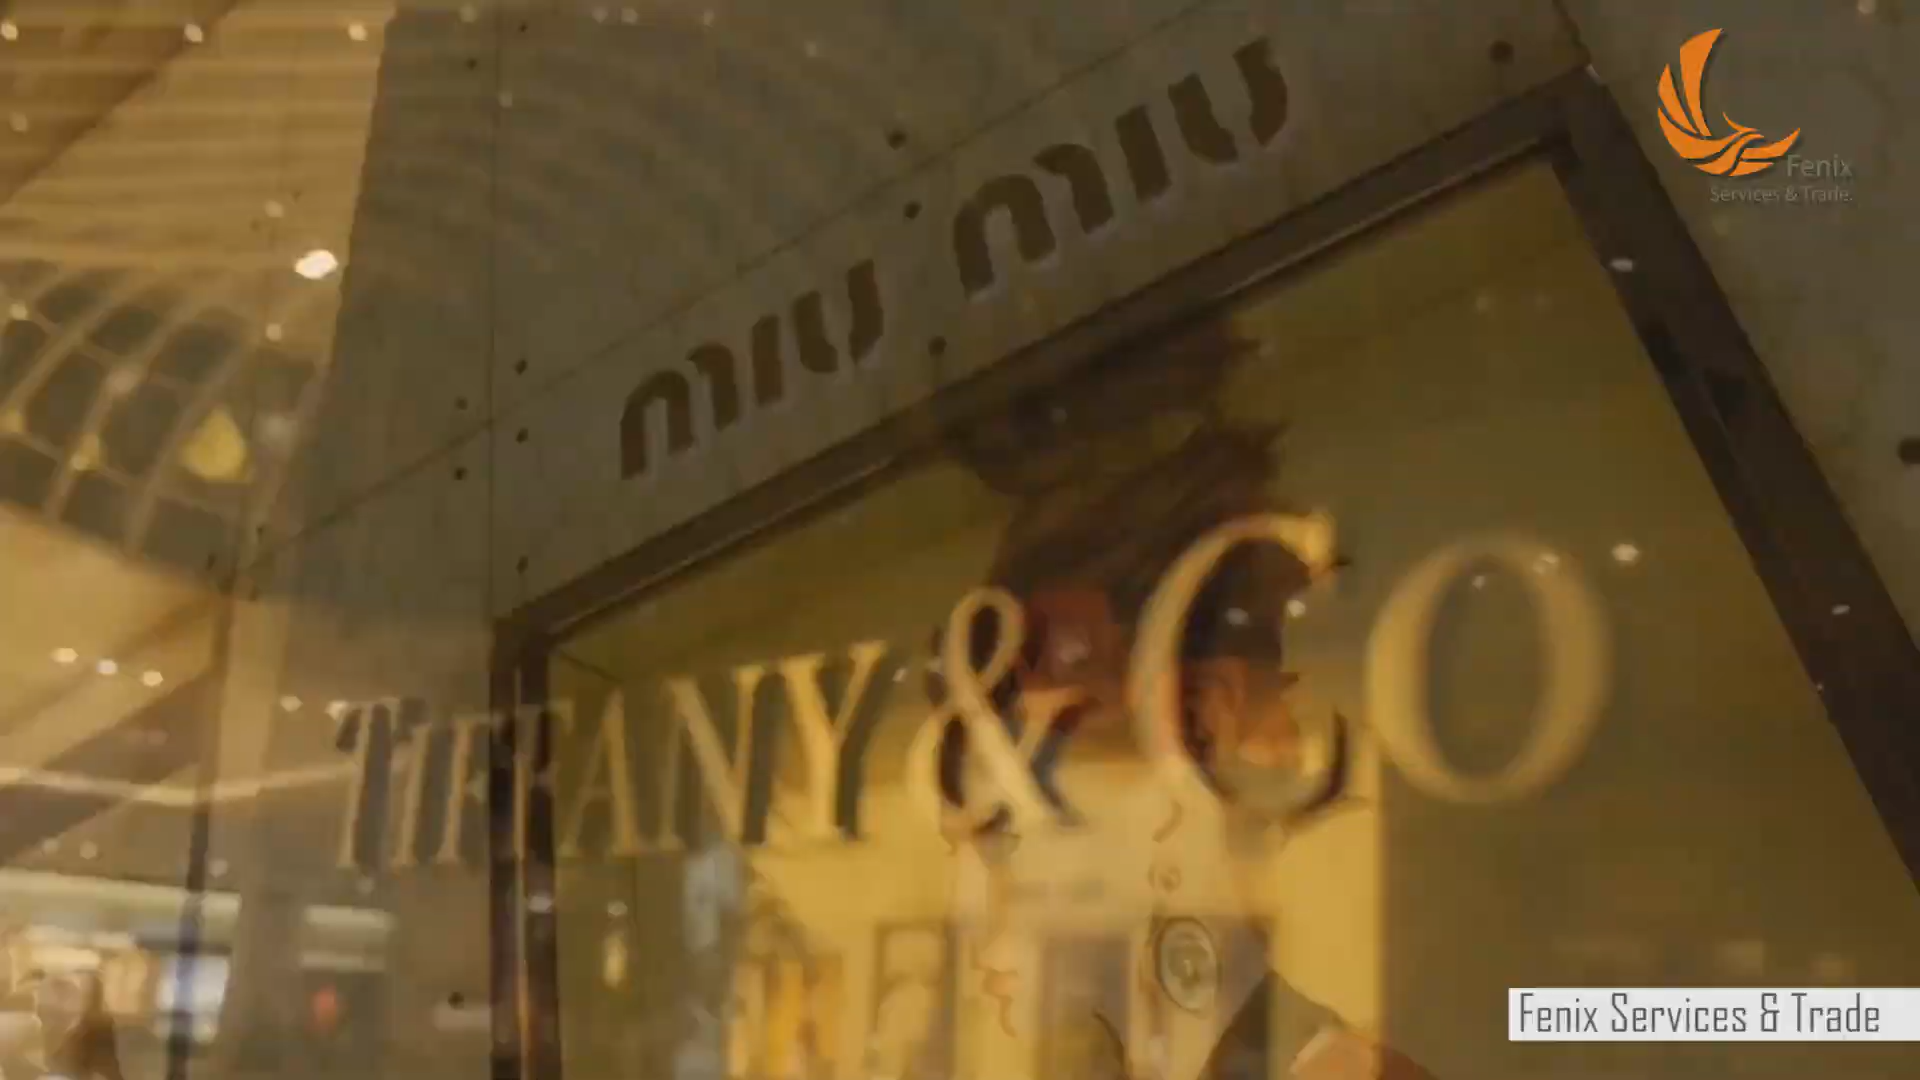 Fenix
Services & Trade.
miu miu
TIFFANY & CO
Fenix Services & Trade